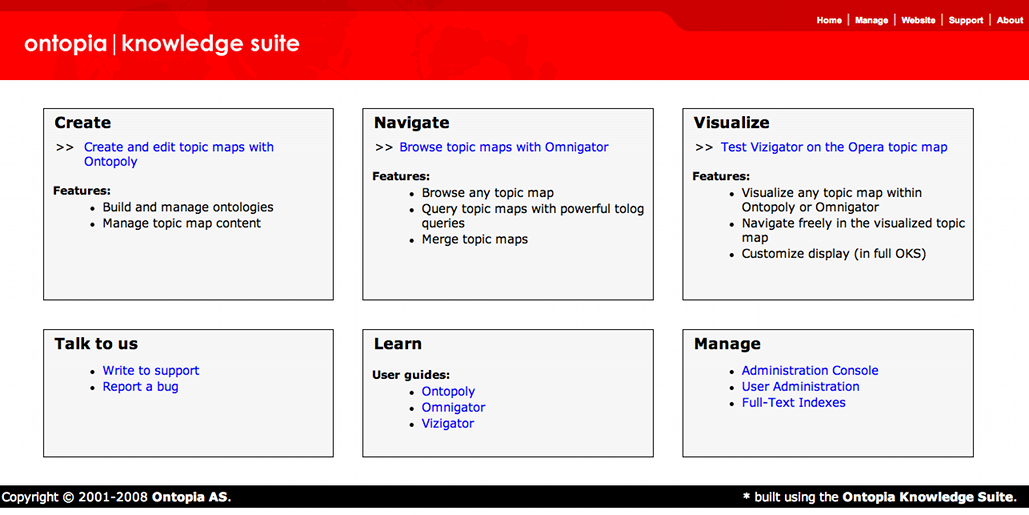 Home | Manage | Website | Support | About
ontopia | knowledge suite
Create
>> Create and edit topic maps with
Ontopoly
Features:
• Build and manage ontologies
• Manage topic map content
Navigate
>> Browse topic maps with Omnigator
Features:
• Browse any topic map
• Query topic maps with powerful tolog
queries
• Merge topic maps
Visualize
>> Test Vizigator on the Opera topic map
Features:
• Visualize any topic map within
Ontopoly or Omnigator
• Navigate freely in the visualized topic
map
• Customize display (in full OKS)
Talk to us
• Write to support
• Report a bug
Learn
User guides:
• Ontopoly
• Omnigator
• Vizigator
Manage
• Administration Console
• User Administration
• Full-Text Indexes
Copyright © 2001-2008 Ontopia AS.
* built using the Ontopia Knowledge Suite.